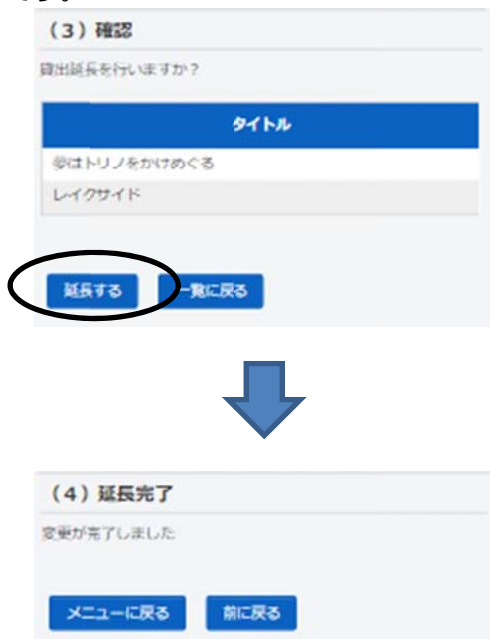 （３）確認
貸出延長を行いますか？
タイトル
夢はトリノをかけめぐる
レイクサイド
延長する
一覧に戻る
（４）延長完了
変更が完了しました
メニューに戻る
前に戻る